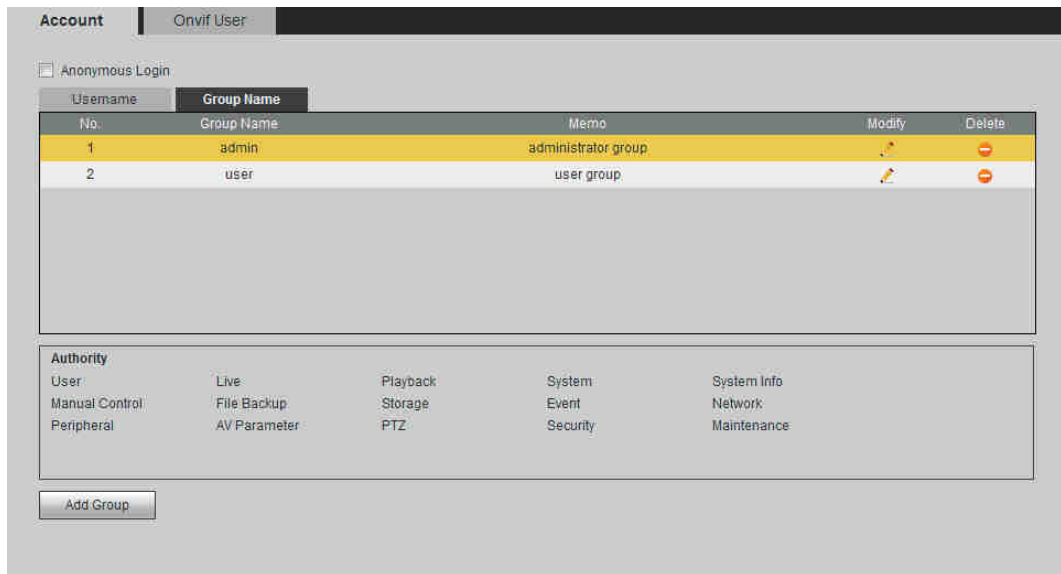 Account Onvif User
Anonymous Login
Username Group Name
No. Group Name Memo Modify Delete
1 admin administrator group
2 user user group
Authority
User Live Playback System System Info
Manual Control File Backup Storage Event Network
Peripheral AV Parameter PTZ Security Maintenance
Add Group